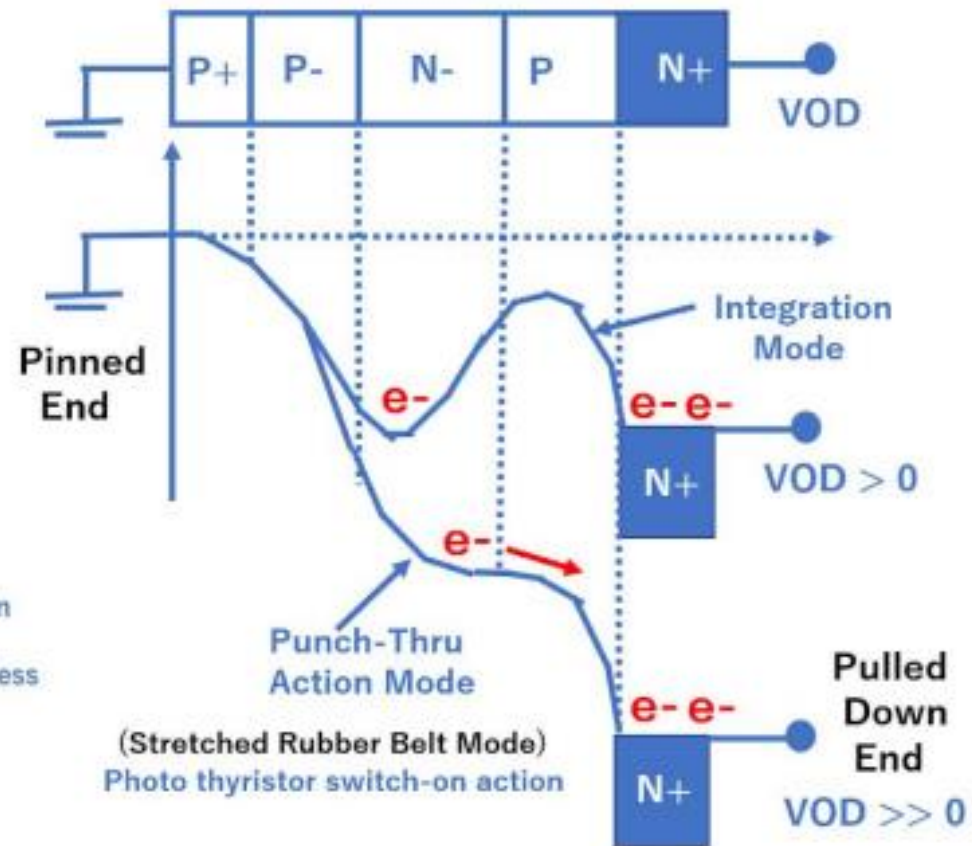 P+ P- N- P N+
VOD
Pinned
End
Integration
Mode
e-
e- e-
N+
VOD > 0
e-
Punch-Thru
Action Mode
(Stretched Rubber Belt Mode)
Photo thyristor switch-on action
e- e-
N+
Pulled
Down
End
VOD >> 0